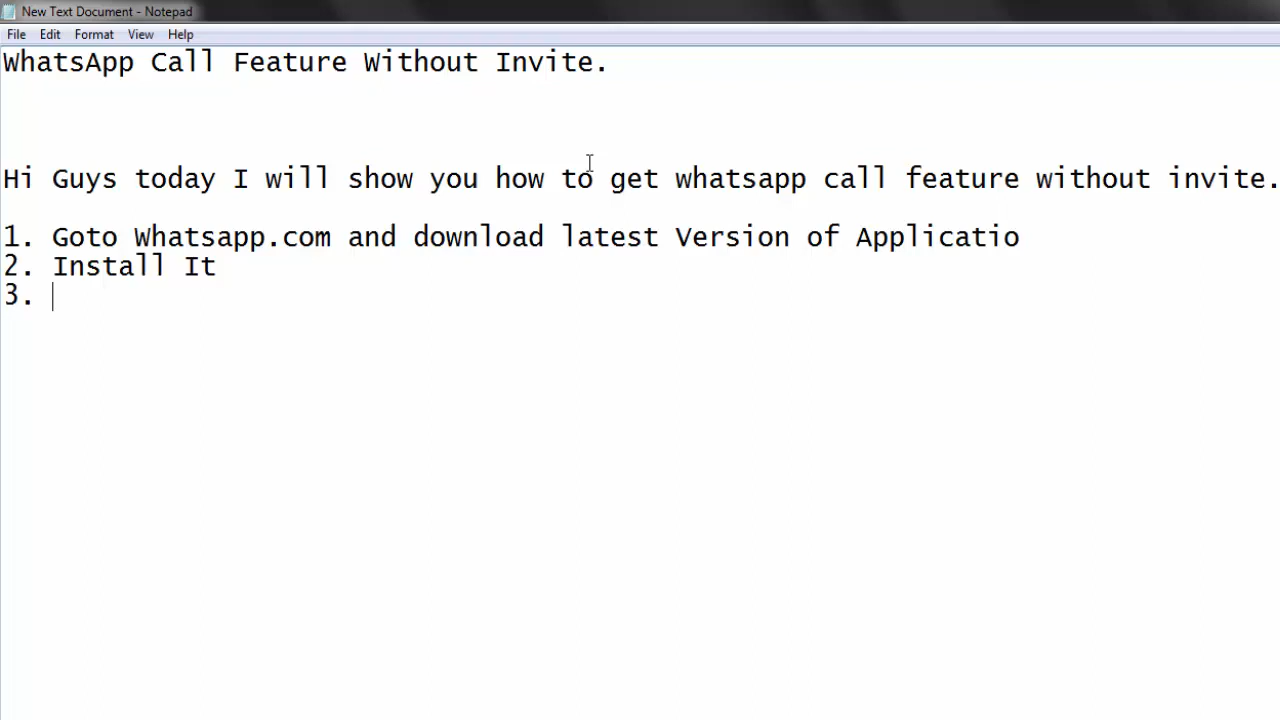 New Text Document - Notepad
File Edit Format View Help
WhatsApp Call Feature Without Invite.
Hi Guys today I will show you how to get whatsapp call feature without invite.
1. Goto Whatsapp.com and download latest Version of Applicatio
2. Install It
3.